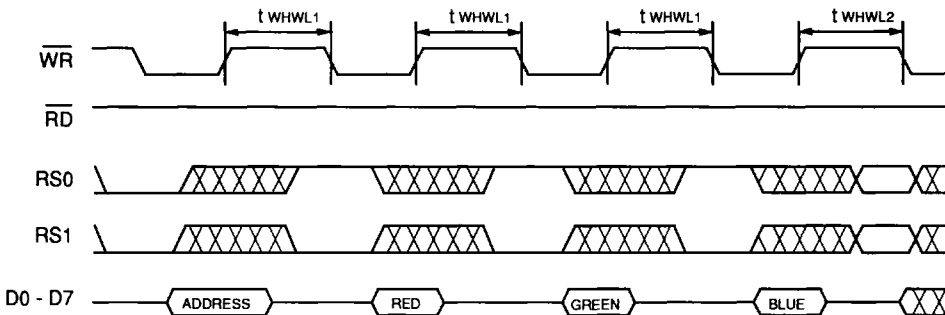 t WHWL1 t WHWL1 t WHWL1 t WHWL2
WR
RD
RS0
RS1
D0 - D7 ADDRESS RED GREEN BLUE